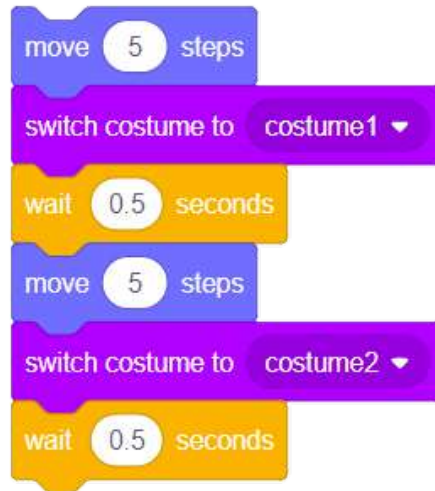 move 5 steps
switch costume to costume1
wait 0.5 seconds
move 5 steps
switch costume to costume2
wait 0.5 seconds